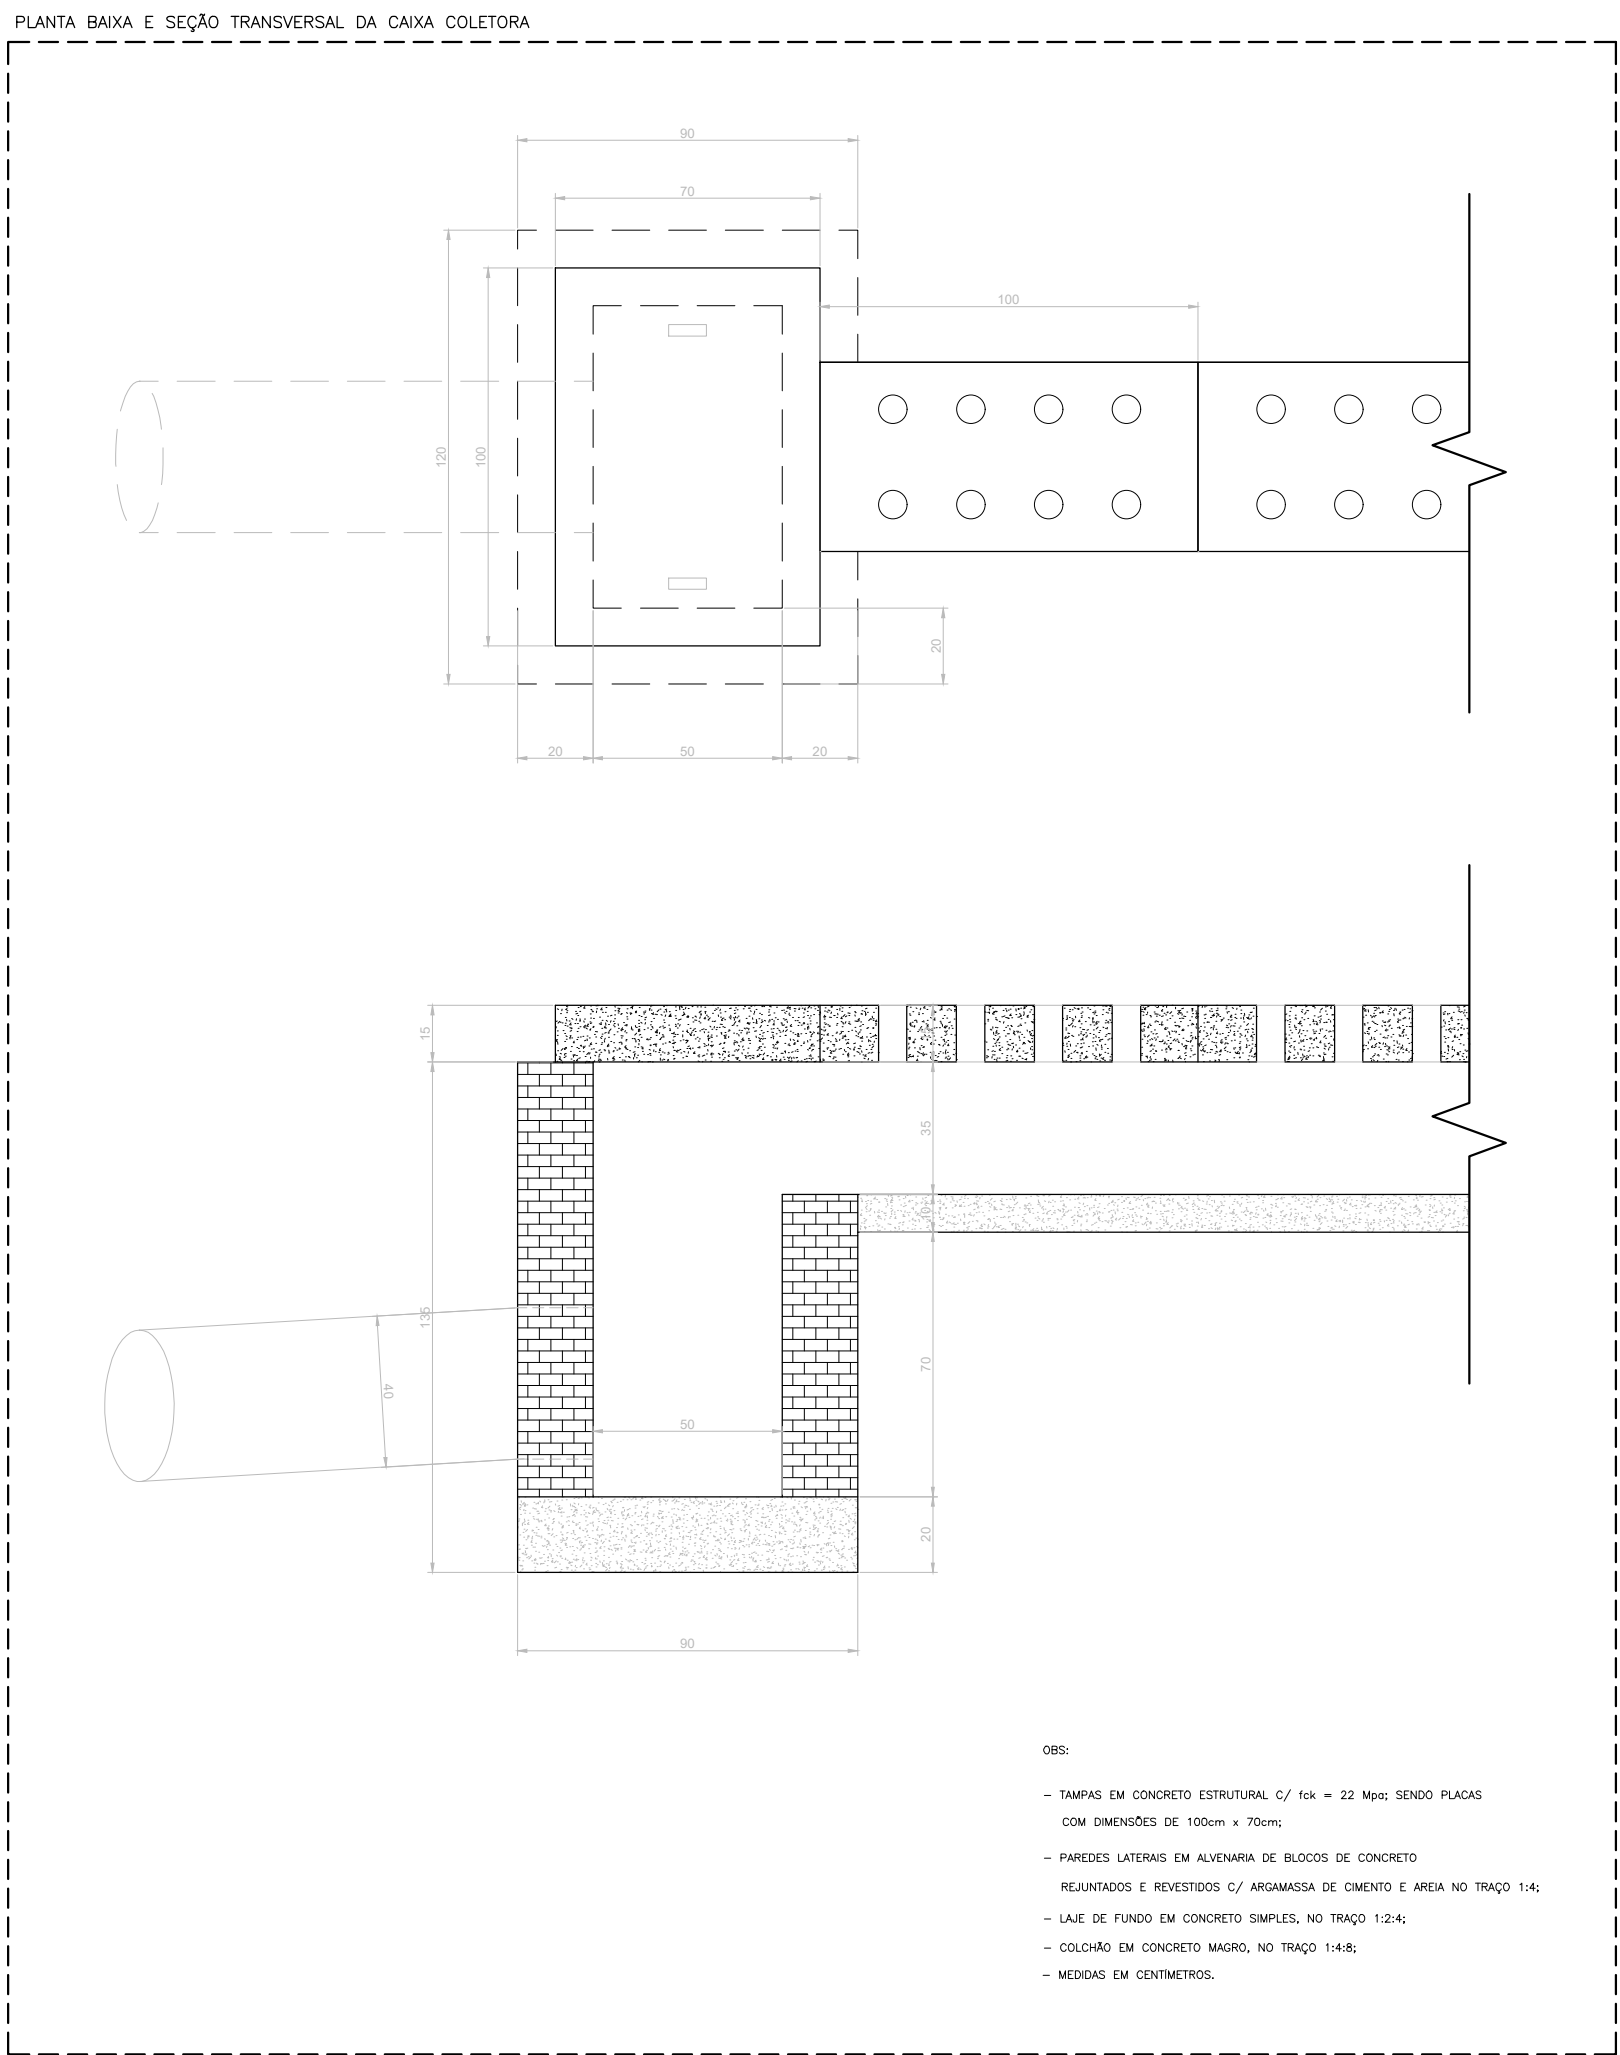 PLANTA BAIXA E SEÇÃO TRANSVERSAL DA CAIXA COLETORA
90
70
100
120
100
20
20
50
20
15
35
10
135
70
40
50
20
90
OBS:
– TAMPAS EM CONCRETO ESTRUTURAL C/ fck = 22 Mpa; SENDO PLACAS
COM DIMENSÕES DE 100cm x 70cm;
– PAREDES LATERAIS EM ALVENARIA DE BLOCOS DE CONCRETO
REJUNTADOS E REVESTIDOS C/ ARGAMASSA DE CIMENTO E AREIA NO TRAÇO 1:4;
– LAJE DE FUNDO EM CONCRETO SIMPLES, NO TRAÇO 1:2:4;
– COLCHÃO EM CONCRETO MAGRO, NO TRAÇO 1:4:8;
– MEDIDAS EM CENTÍMETROS.